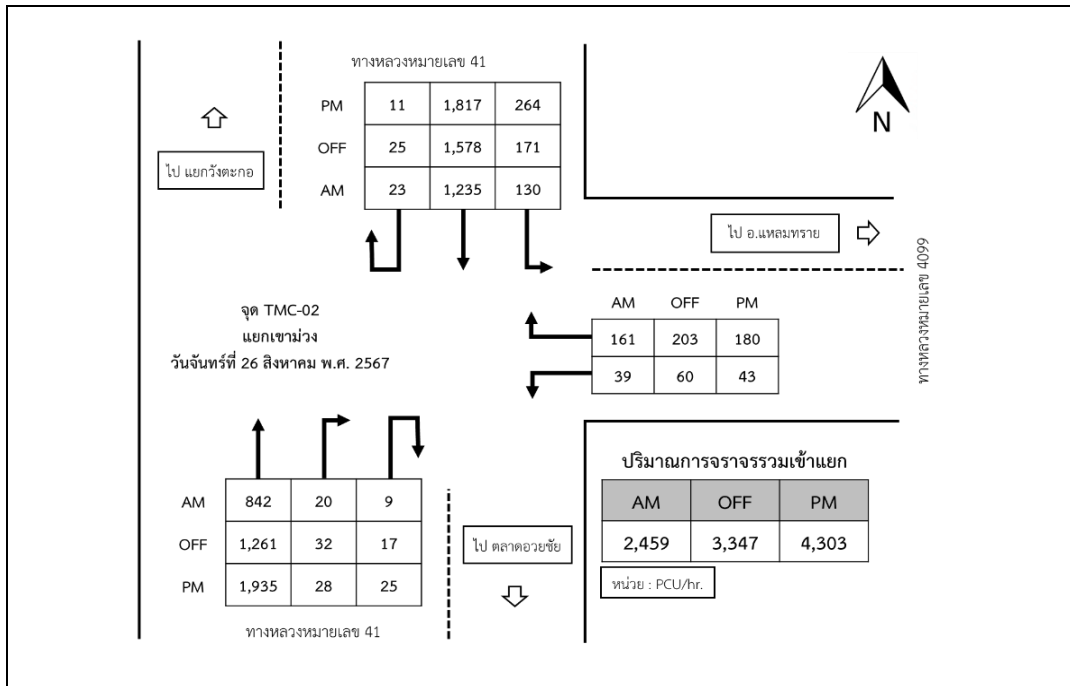 ทางหลวงหมายเลข 41
PM 11 1,817 264
OFF 25 1,578 171
AM 23 1,235 130
N
ไป แยกวังตะกอ
ไป อ.แหลมทราย
ทางหลวงหมายเลข 4099
จุด TMC-02
แยกเขาม่วง
วันจันทร์ที่ 26 สิงหาคม พ.ศ. 2567
AM OFF PM
161 203 180
39 60 43
AM 842 20 9
OFF 1,261 32 17
PM 1,935 28 25
ทางหลวงหมายเลข 41
ไป ตลาดอวยชัย
ปริมาณการจราจรรวมเข้าแยก
AM OFF PM
2,459 3,347 4,303
หน่วย : PCU/hr.